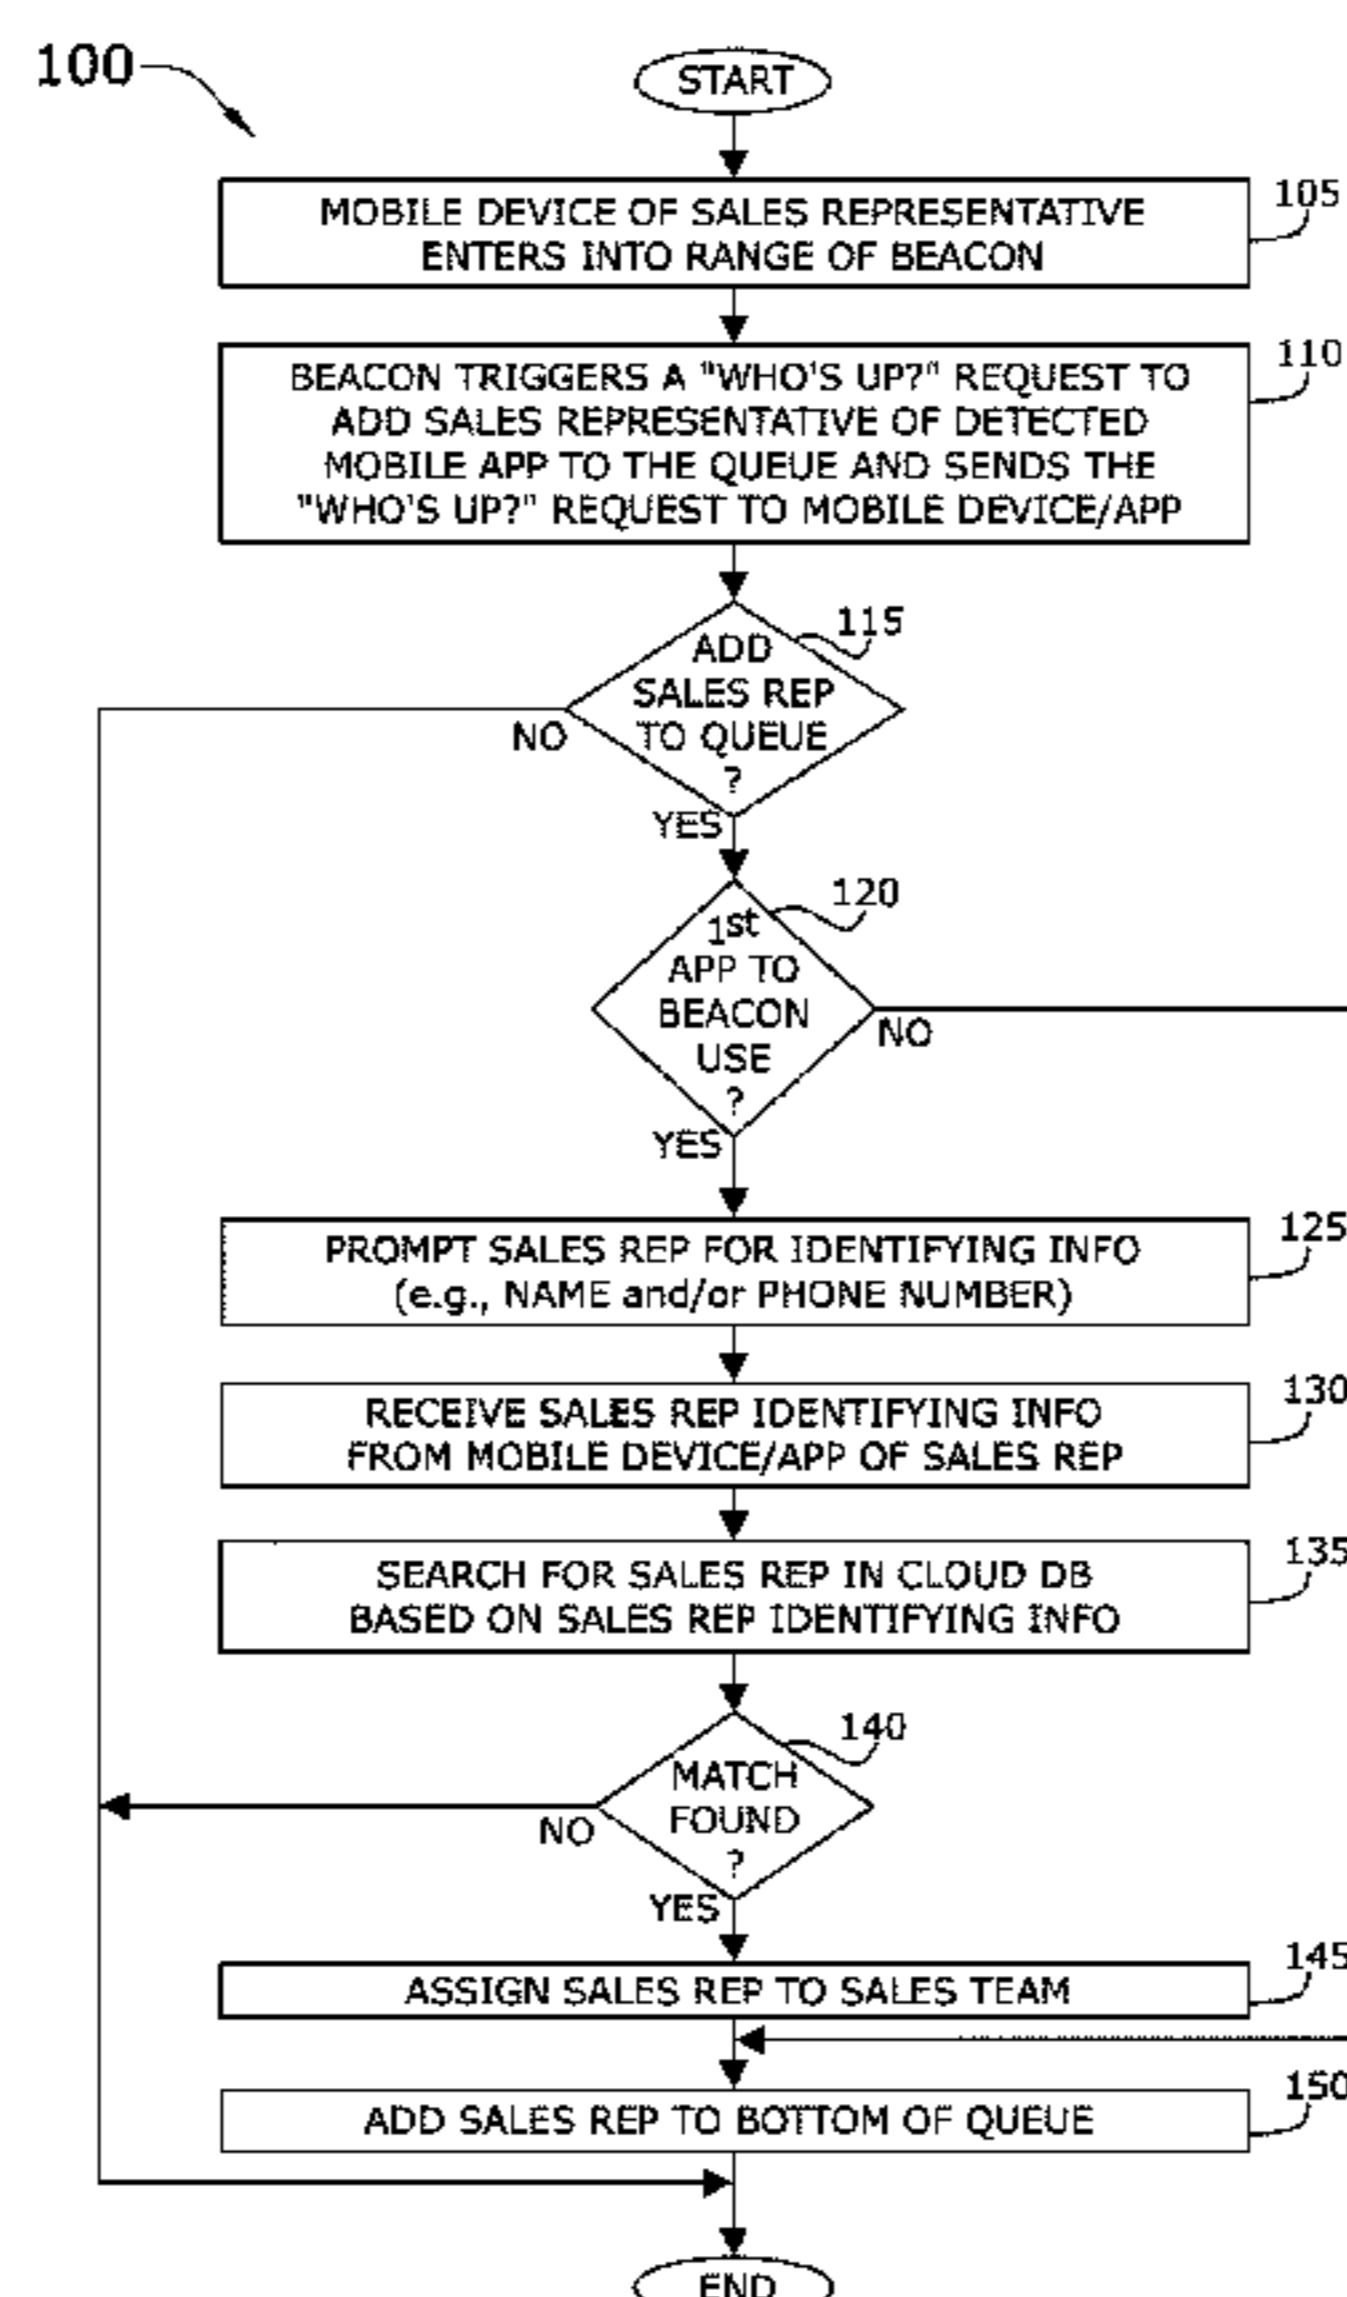 100
START
105
MOBILE DEVICE OF SALES REPRESENTATIVE
ENTERS INTO RANGE OF BEACON
110
BEACON TRIGGERS A "WHO'S UP?" REQUEST TO
ADD SALES REPRESENTATIVE OF DETECTED
MOBILE APP TO THE QUEUE AND SENDS THE
"WHO'S UP?" REQUEST TO MOBILE DEVICE/APP
115
ADD
SALES REP
TO QUEUE
?
NO
YES
120
1st
APP TO
BEACON
USE
?
NO
YES
125
PROMPT SALES REP FOR IDENTIFYING INFO
(e.g., NAME and/or PHONE NUMBER)
130
RECEIVE SALES REP IDENTIFYING INFO
FROM MOBILE DEVICE/APP OF SALES REP
135
SEARCH FOR SALES REP IN CLOUD DB
BASED ON SALES REP IDENTIFYING INFO
140
MATCH
FOUND
?
NO
YES
145
ASSIGN SALES REP TO SALES TEAM
150
ADD SALES REP TO BOTTOM OF QUEUE
END